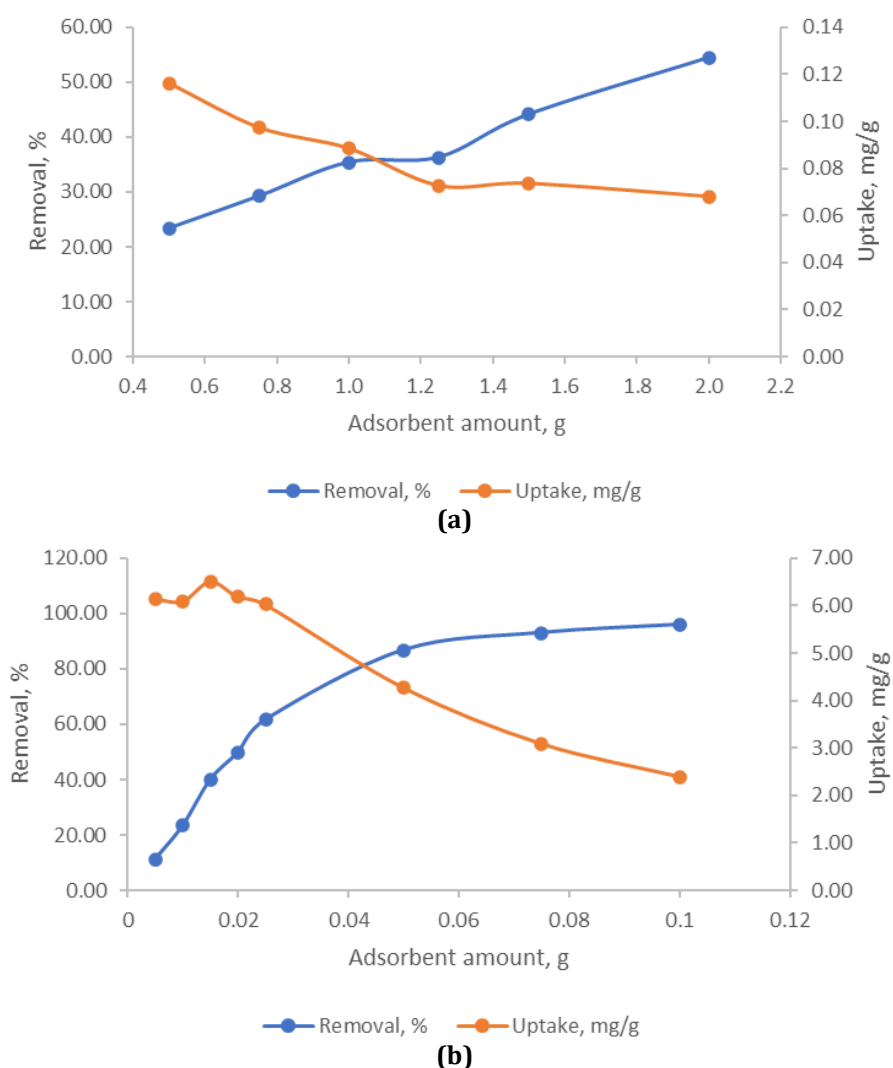 60.00
50.00
40.00
30.00
20.00
10.00
0.00
Removal, %
0.14
0.12
0.10
0.08
0.06
0.04
0.02
0.00
Uptake, mg/g
0.4 0.6 0.8 1.0 1.2 1.4 1.6 1.8 2.0 2.2
Adsorbent amount, g
Removal, % Uptake, mg/g
(a)
120.00
100.00
80.00
60.00
40.00
20.00
0.00
Removal, %
7.00
6.00
5.00
4.00
3.00
2.00
1.00
0.00
Uptake, mg/g
0 0.02 0.04 0.06 0.08 0.1 0.12
Adsorbent amount, g
Removal, % Uptake, mg/g
(b)